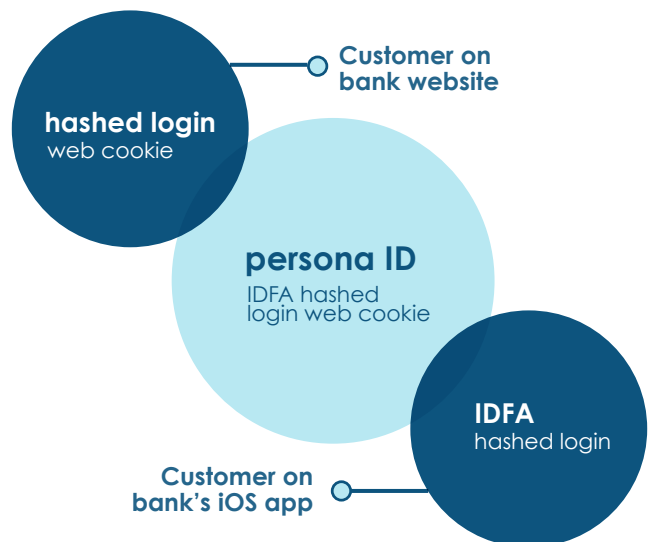 Customer on
bank website
hashed login
web cookie
persona ID
IDFA hashed
login web cookie
IDFA
hashed login
Customer on
bank’s iOS app